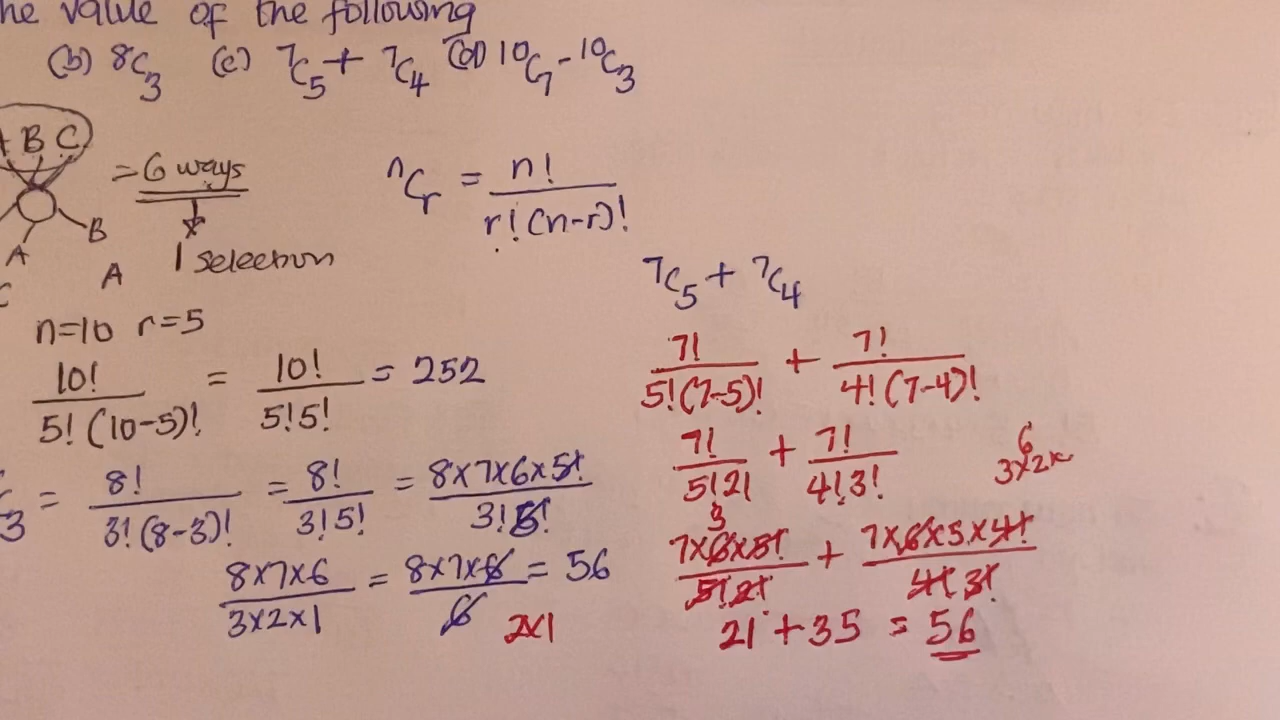 he value of the following
(b) ⁸C₃ (c) ⁷C₅ + ⁷C₄ (d) ¹⁰C₇ - ¹⁰C₃
A B C
= 6 ways
1 selection
A
B
A
C
ⁿCᵣ = n! / r!(n-r)!
n=10 r=5
10! / 5!(10-5)! = 10! / 5!5! = 252
C₃ = 8! / 3!(8-3)! = 8! / 3!5! = 8x7x6x5! / 3!5!
8x7x6 / 3x2x1 = 8x7x6 / 6 = 56
2x1
⁷C₅ + ⁷C₄
7! / 5!(7-5)! + 7! / 4!(7-4)!
7! / 5!2! + 7! / 4!3!
6
3x2x
3
7x6x5! / 5!2! + 7x6x5x4! / 4!3!
21 + 35 = 56